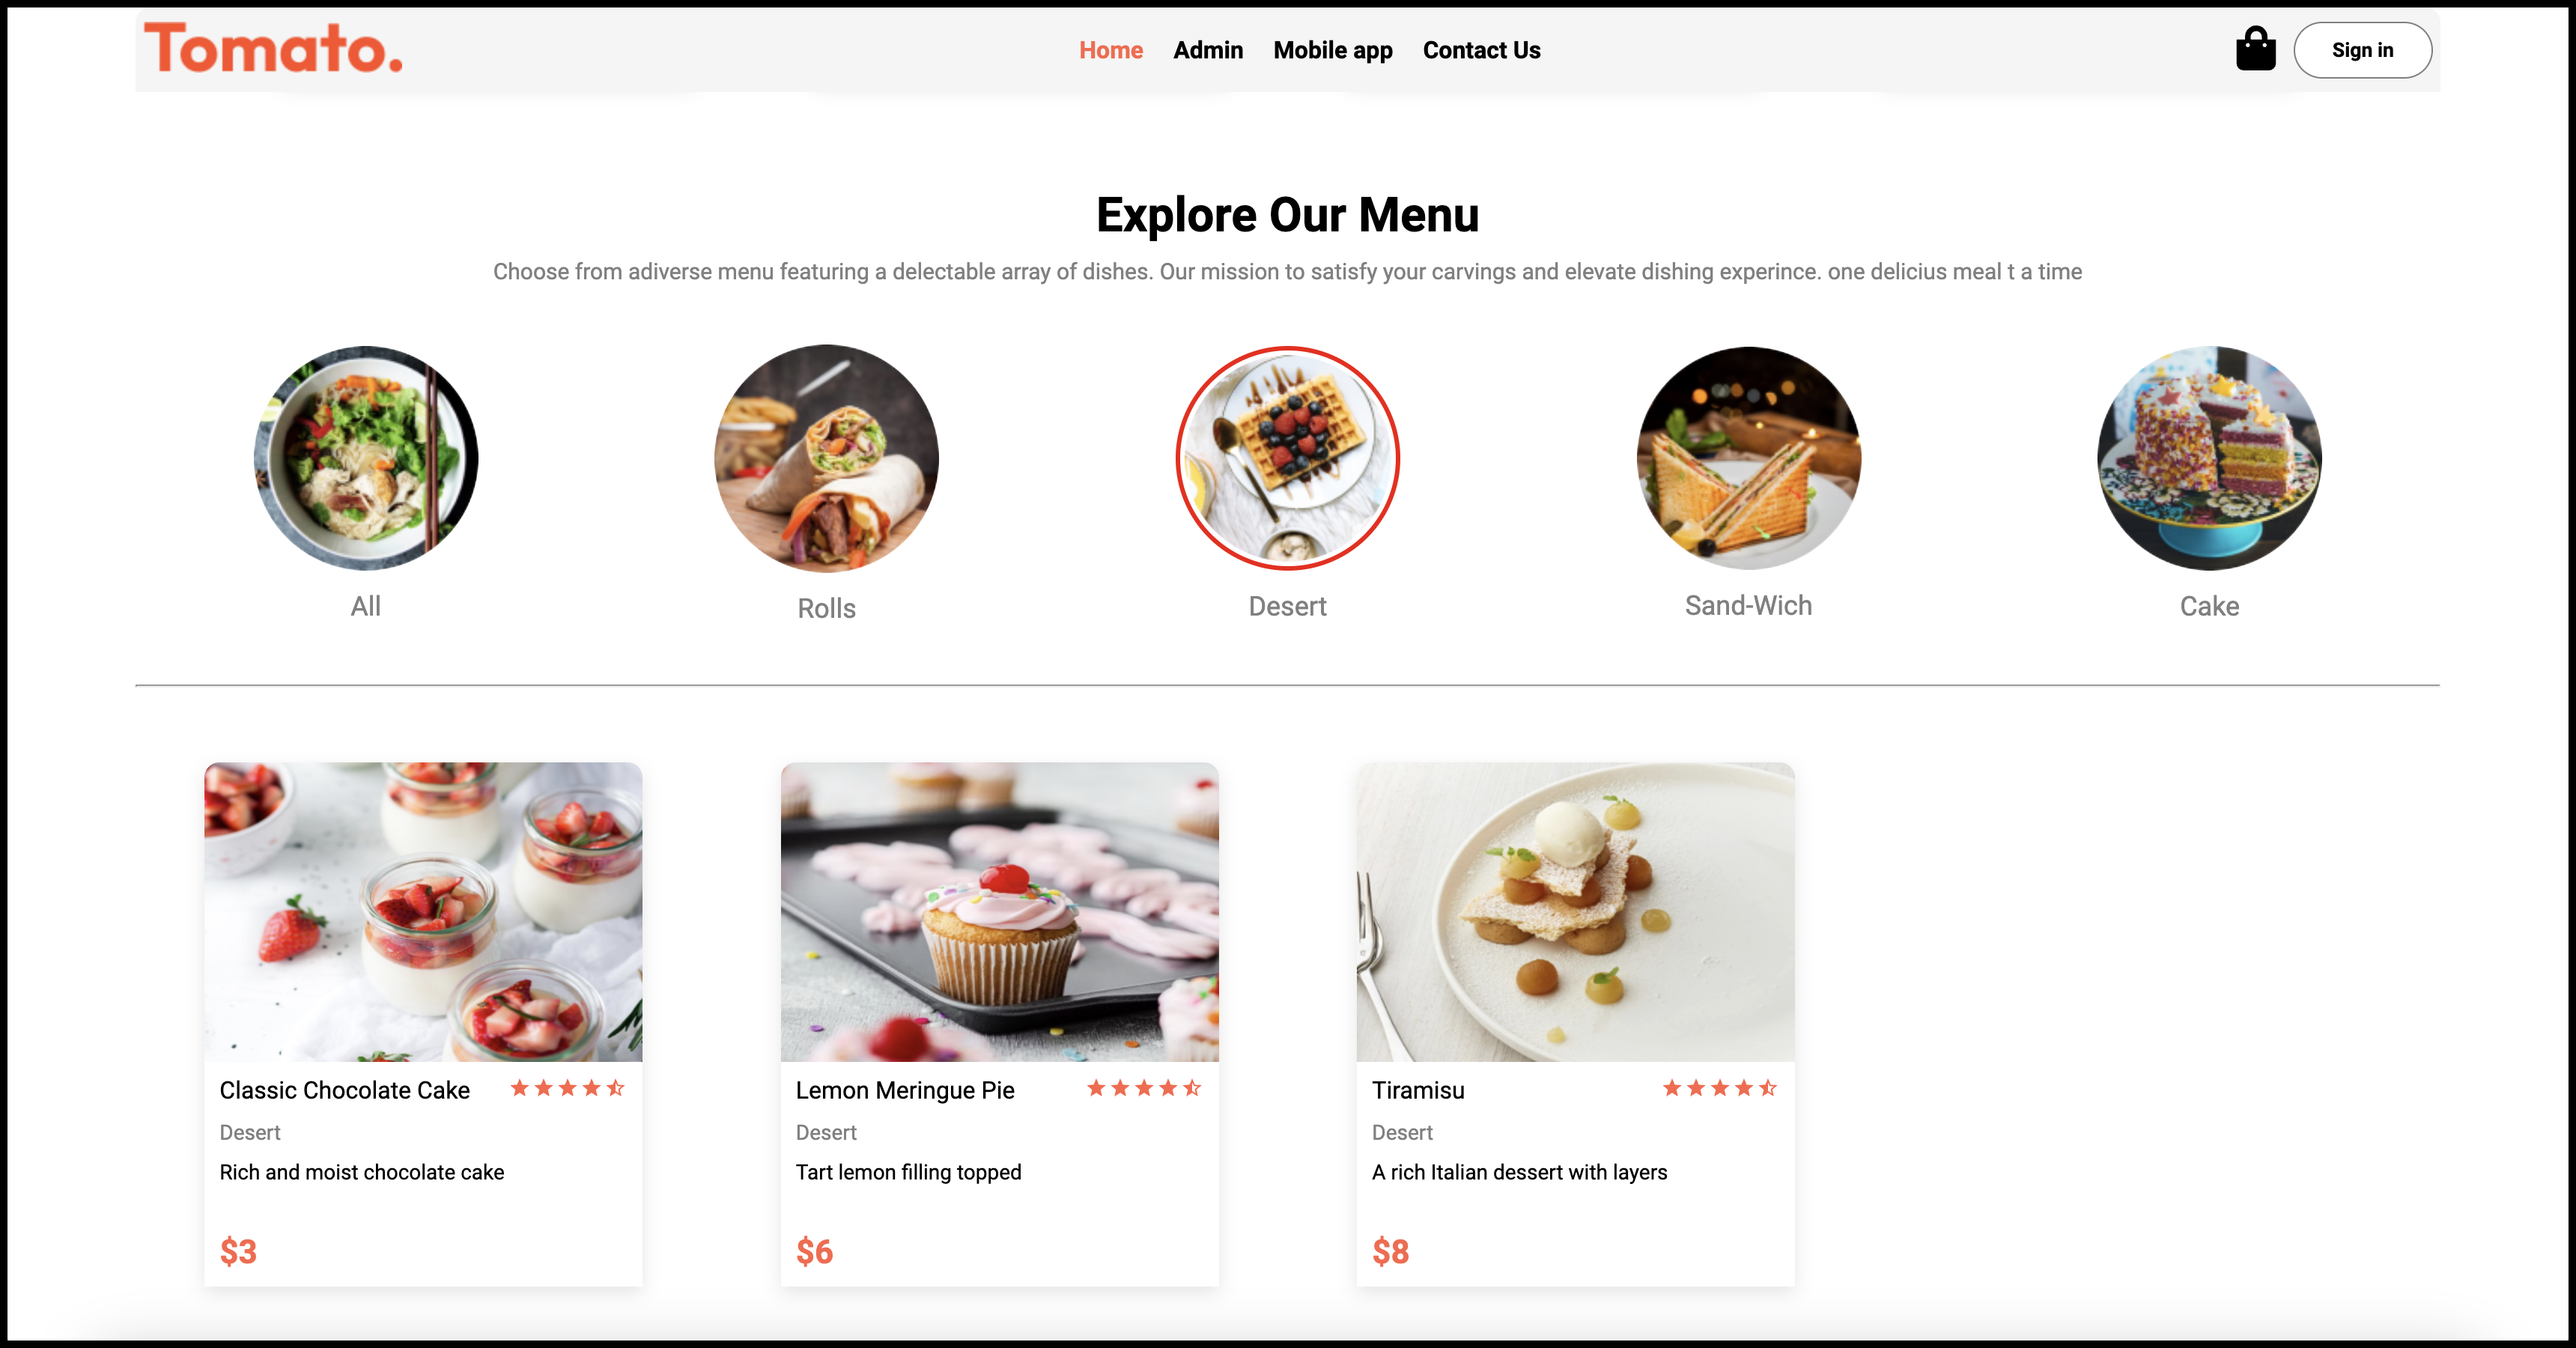 Tomato.
Home Admin Mobile app Contact Us
Sign in
Explore Our Menu
Choose from adiverse menu featuring a delectable array of dishes. Our mission to satisfy your carvings and elevate dishing experince. one delicius meal t a time
All
Rolls
Desert
Sand-Wich
Cake
Classic Chocolate Cake
Desert
Rich and moist chocolate cake
$3
Lemon Meringue Pie
Desert
Tart lemon filling topped
$6
Tiramisu
Desert
A rich Italian dessert with layers
$8